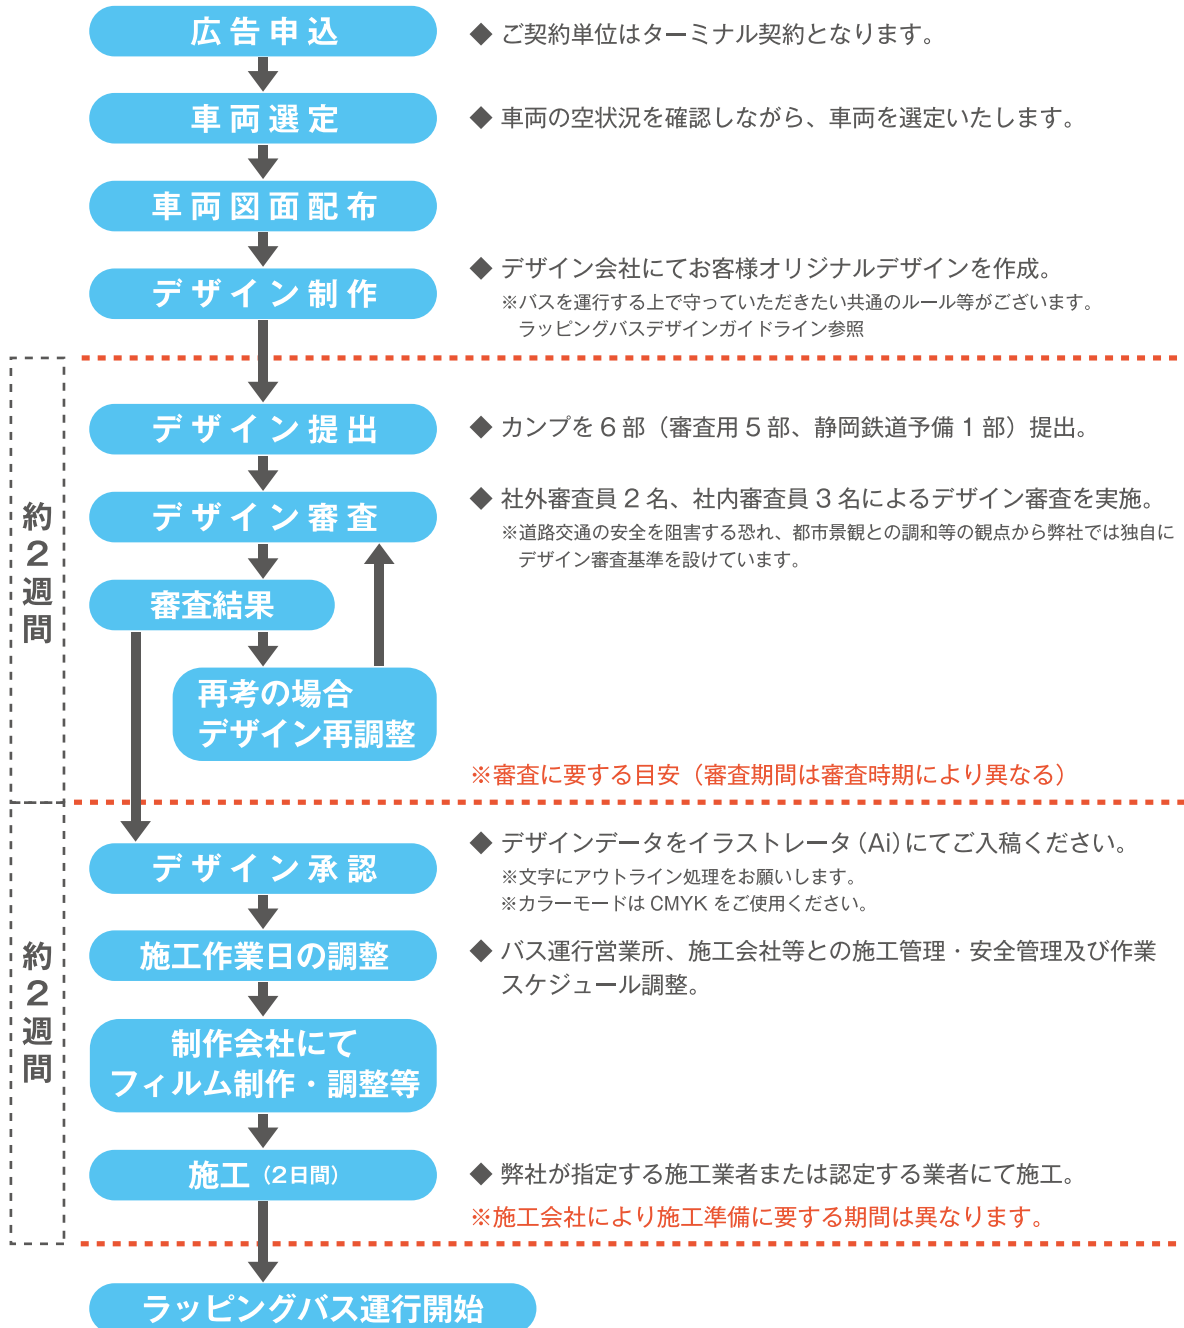 広告申込
◆ ご契約単位はターミナル契約となります。
車両選定
◆ 車両の空状況を確認しながら、車両を選定いたします。
車両図面配布
デザイン制作
◆ デザイン会社にてお客様オリジナルデザインを作成。
※バスを運行する上で守っていただきたい共通のルール等がございます。
ラッピングバスデザインガイドライン参照
約2週間
デザイン提出
◆ カンプを6部（審査用5部、静岡鉄道予備1部）提出。
デザイン審査
◆ 社外審査員2名、社内審査員3名によるデザイン審査を実施。
※道路交通の安全を阻害する恐れ、都市景観との調和等の観点から弊社では独自に
デザイン審査基準を設けています。
審査結果
再考の場合
デザイン再調整
※審査に要する目安（審査期間は審査時期により異なる）
約2週間
デザイン承認
◆ デザインデータをイラストレータ（Ai）にてご入稿ください。
※文字にアウトライン処理をお願いします。
※カラーモードは CMYK をご使用ください。
施工作業日の調整
◆ バス運行営業所、施工会社等との施工管理・安全管理及び作業
スケジュール調整。
制作会社にて
フィルム制作・調整等
施工（2日間）
◆ 弊社が指定する施工業者または認定する業者にて施工。
※施工会社により施工準備に要する期間は異なります。
ラッピングバス運行開始